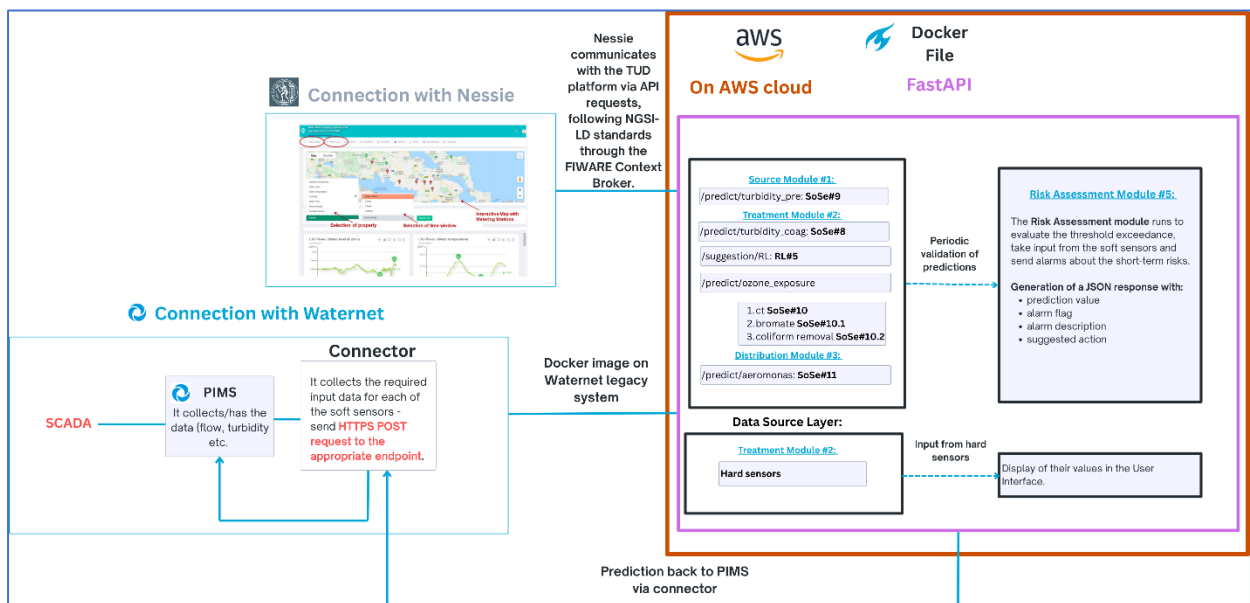 Nessie
communicates
with the TUD
platform via API
requests,
following NGSI-
LD standards
through the
FIWARE Context
Broker.
aws
Docker
File
On AWS cloud
FastAPI
Connection with Nessie
Interactive Map with
Metering Stations
Selection of property
Selection of time window
Source Module #1:
/predict/turbidity_pre: SoSe#9
Treatment Module #2:
/predict/turbidity_coag: SoSe#8
/suggestion/RL: RL#5
/predict/ozone_exposure
1. ct SoSe#10
2. bromate SoSe#10.1
3. coliform removal SoSe#10.2
Distribution Module #3:
/predict/aeromonas: SoSe#11
Periodic
validation of
predictions
Risk Assessment Module #5:
The Risk Assessment module runs to
evaluate the threshold exceedance,
take input from the soft sensors and
send alarms about the short-term risks.
Generation of a JSON response with:
• prediction value
• alarm flag
• alarm description
• suggested action
Connection with Waternet
Connector
It collects the required
input data for each of
the soft sensors -
send HTTPS POST
request to the
appropriate endpoint.
PIMS
It collects/has the
data (flow, turbidity
etc.
SCADA
Docker image on
Waternet legacy
system
Data Source Layer:
Treatment Module #2:
Hard sensors
Input from hard
sensors
Display of their values in the User
Interface.
Prediction back to PIMS
via connector